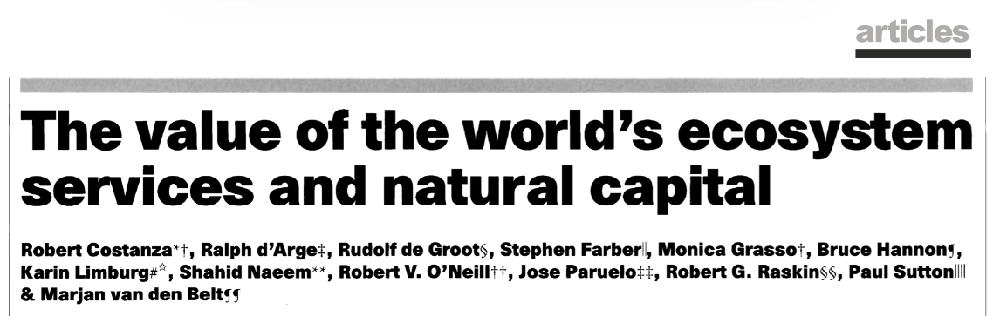 articles
The value of the world's ecosystem
services and natural capital
Robert Costanza*†, Ralph d'Arge‡, Rudolf de Groot§, Stephen Farber‖, Monica Grasso†, Bruce Hannon¶,
Karin Limburg#☆, Shahid Naeem**, Robert V. O'Neill††, Jose Paruelo‡‡, Robert G. Raskin§§, Paul Sutton‖‖
& Marjan van den Belt¶¶